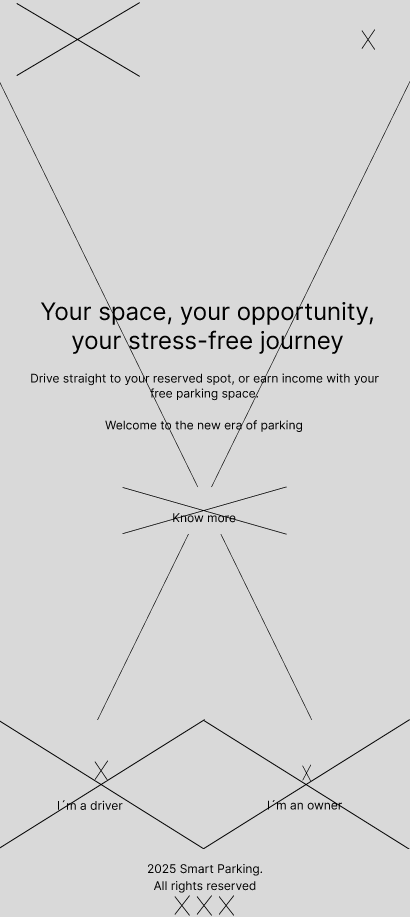 Your space, your opportunity,
your stress-free journey
Drive straight to your reserved spot, or earn income with your
free parking space.
Welcome to the new era of parking
Know more
I´m a driver
I´m an owner
2025 Smart Parking.
All rights reserved